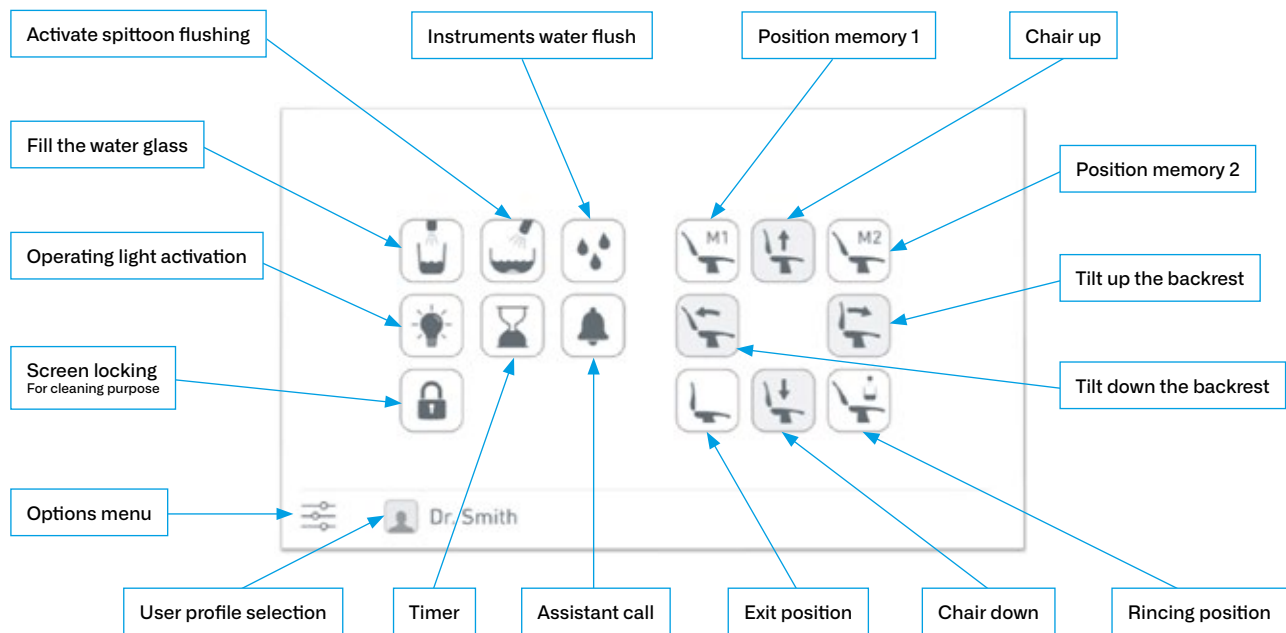 Activate spittoon flushing
Instruments water flush
Position memory 1
Chair up
Fill the water glass
Position memory 2
M1
M2
Operating light activation
Tilt up the backrest
Screen locking
For cleaning purpose
Tilt down the backrest
Options menu
Dr. Smith
User profile selection
Timer
Assistant call
Exit position
Chair down
Rincing position